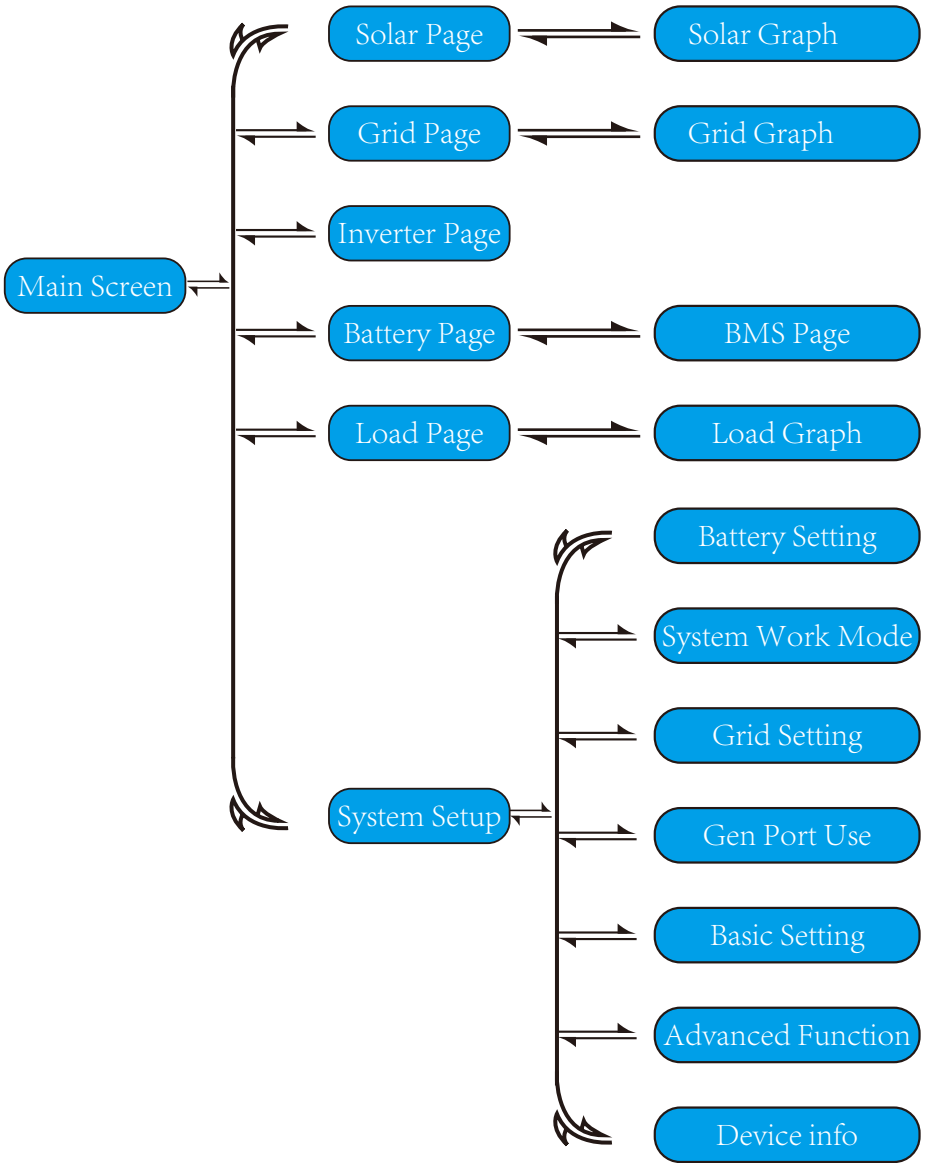 Solar Page
Solar Graph
Grid Page
Grid Graph
Inverter Page
Main Screen
Battery Page
BMS Page
Load Page
Load Graph
Battery Setting
System Work Mode
Grid Setting
System Setup
Gen Port Use
Basic Setting
Advanced Function
Device info